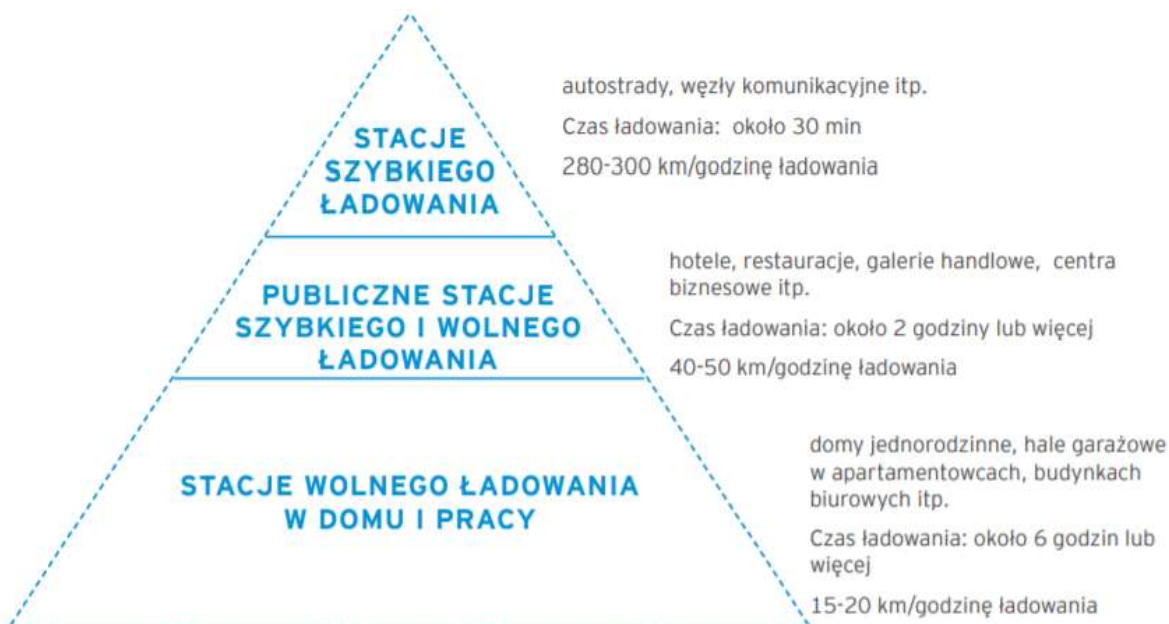 STACJE
SZYBKIEGO
ŁADOWANIA
autostrady, węzły komunikacyjne itp.
Czas ładowania: około 30 min
280-300 km/godzinę ładowania
PUBLICZNE STACJE
SZYBKIEGO I WOLNEGO
ŁADOWANIA
hotele, restauracje, galerie handlowe, centra
biznesowe itp.
Czas ładowania: około 2 godziny lub więcej
40-50 km/godzinę ładowania
STACJE WOLNEGO ŁADOWANIA
W DOMU I PRACY
domy jednorodzinne, hale garażowe
w apartamentowcach, budynkach
biurowych itp.
Czas ładowania: około 6 godzin lub
więcej
15-20 km/godzinę ładowania